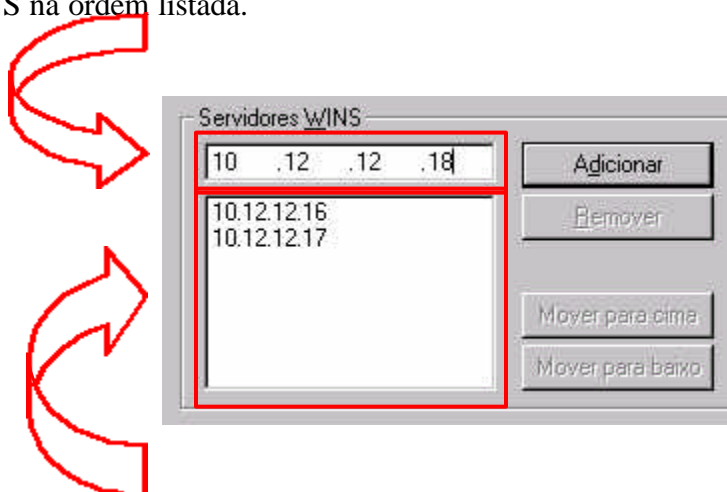 S na ordem listada.
Servidores WINS
10 .12 .12 .18
Adicionar
10.12.12.16
10.12.12.17
Remover
Mover para cima
Mover para baixo